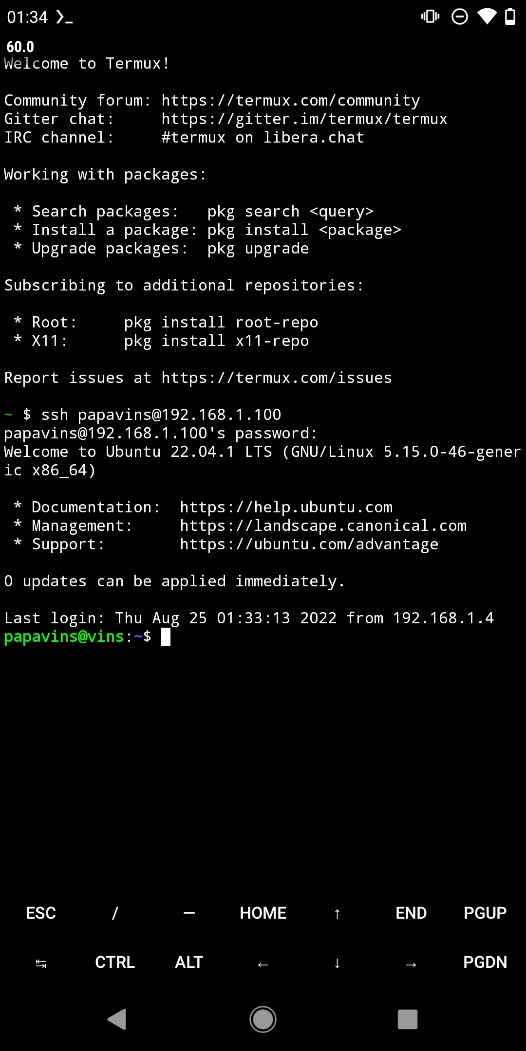 01:34
60.0
Welcome to Termux!
Community forum: https://termux.com/community
Gitter chat:     https://gitter.im/termux/termux
IRC channel:     #termux on libera.chat
Working with packages:
 * Search packages:   pkg search <query>
 * Install a package: pkg install <package>
 * Upgrade packages:  pkg upgrade
Subscribing to additional repositories:
 * Root:     pkg install root-repo
 * X11:      pkg install x11-repo
Report issues at https://termux.com/issues
~ $ ssh papavins@192.168.1.100
papavins@192.168.1.100's password:
Welcome to Ubuntu 22.04.1 LTS (GNU/Linux 5.15.0-46-gener
ic x86_64)
 * Documentation:  https://help.ubuntu.com
 * Management:     https://landscape.canonical.com
 * Support:        https://ubuntu.com/advantage
0 updates can be applied immediately.
Last login: Thu Aug 25 01:33:13 2022 from 192.168.1.4
papavins@vins:~$
ESC / — HOME ↑ END PGUP
↹ CTRL ALT ← ↓ → PGDN